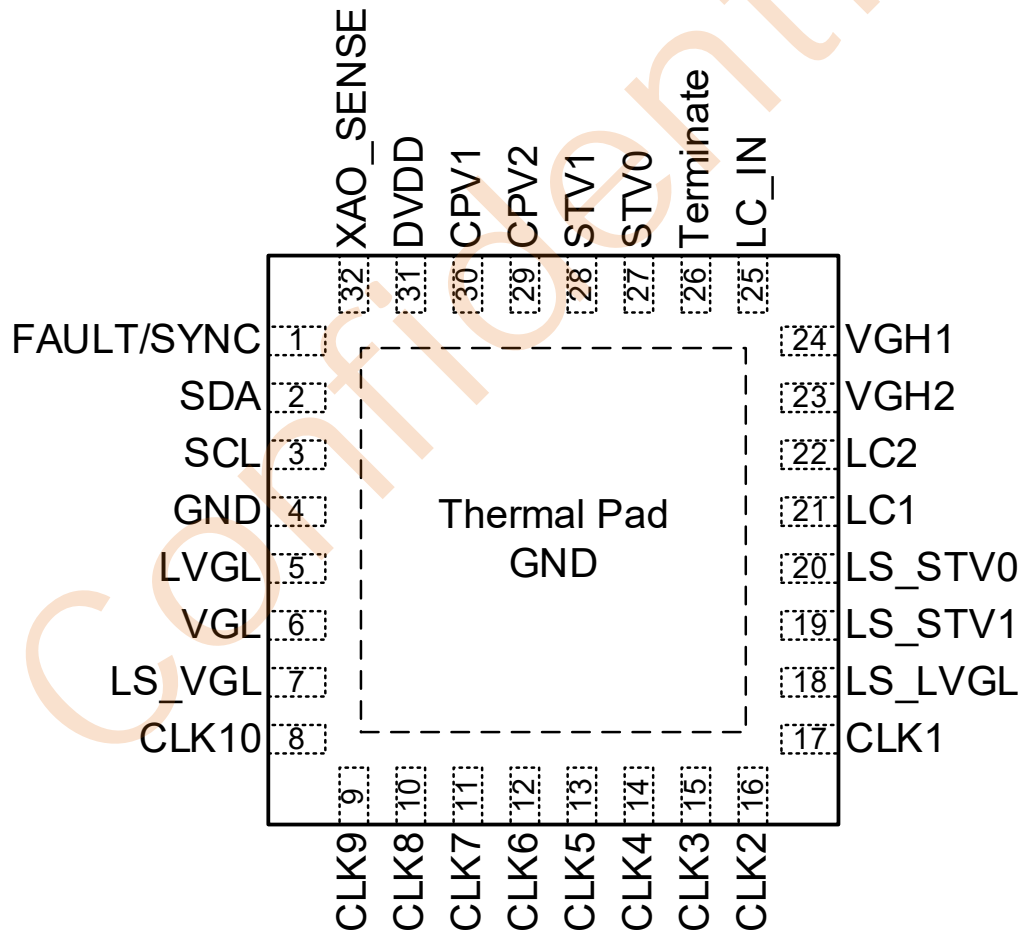 XAO_SENSE
DVDD
CPV1
CPV2
STV1
STV0
Terminate
LC_IN
32
31
30
29
28
27
26
25
FAULT/SYNC 1
SDA 2
SCL 3
GND 4
LVGL 5
VGL 6
LS_VGL 7
CLK10 8
Thermal Pad
GND
24 VGH1
23 VGH2
22 LC2
21 LC1
20 LS_STV0
19 LS_STV1
18 LS_LVGL
17 CLK1
9
10
11
12
13
14
15
16
CLK9
CLK8
CLK7
CLK6
CLK5
CLK4
CLK3
CLK2
Confidenti